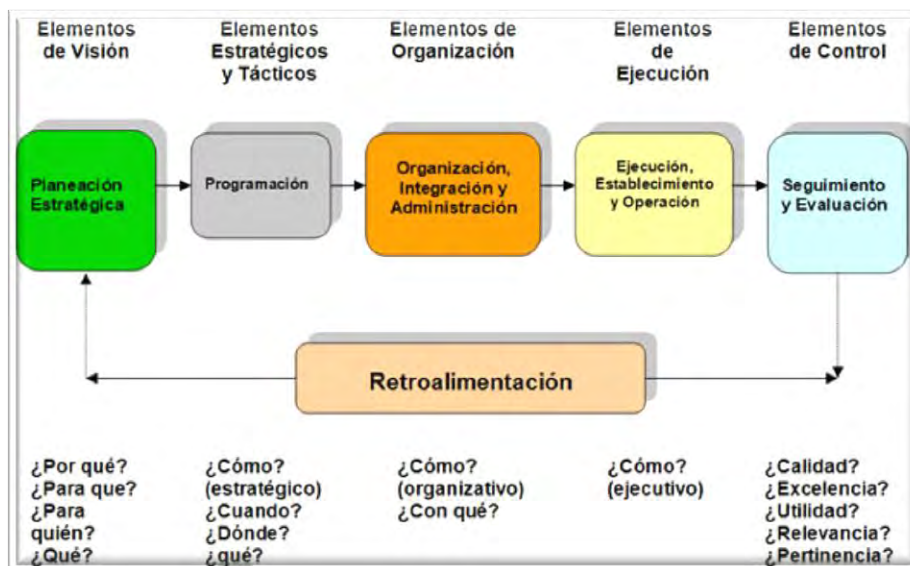 Elementos
de Visión
Elementos
Estratégicos
y Tácticos
Elementos de
Organización
Elementos
de
Ejecución
Elementos
de Control
Planeación
Estratégica
Programación
Organización,
Integración y
Administración
Ejecución,
Establecimiento
y Operación
Seguimiento
y Evaluación
Retroalimentación
¿Por qué?
¿Para que?
¿Para
quién?
¿Qué?
¿Cómo?
(estratégico)
¿Cuando?
¿Dónde?
¿qué?
¿Cómo?
(organizativo)
¿Con qué?
¿Cómo?
(ejecutivo)
¿Calidad?
¿Excelencia?
¿Utilidad?
¿Relevancia?
¿Pertinencia?